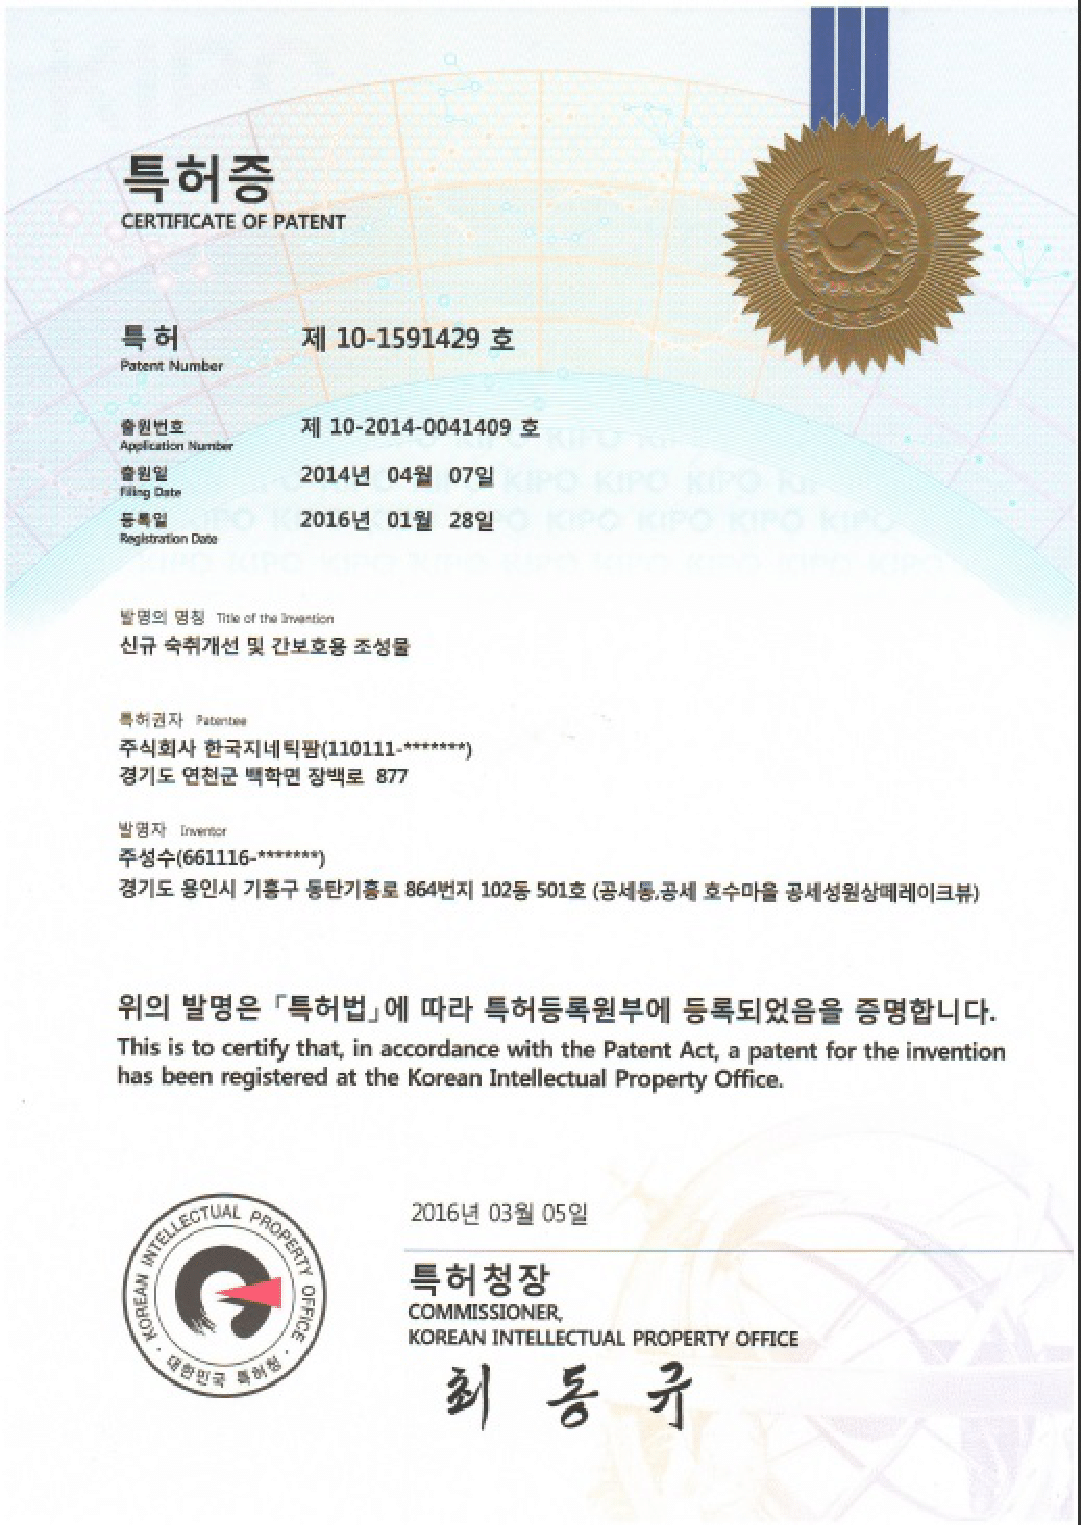 특허증
CERTIFICATE OF PATENT
특허 제 10-1591429 호
Patent Number
출원번호 제 10-2014-0041409 호
Application Number
출원일 2014년 04월 07일
Filing Date
등록일 2016년 01월 28일
Registration Date
KIPO KIPO KIPO KIPO
발명의 명칭 Title of the Invention
신규 숙취개선 및 간보호용 조성물
특허권자 Patentee
주식회사 한국지네틱팜(110111-*******)
경기도 연천군 백학면 장백로 877
발명자 Inventor
주성수(661116-*******)
경기도 용인시 기흥구 동탄기흥로 864번지 102동 501호 (공세동,공세 호수마을 공세성원상떼레이크뷰)
위의 발명은 「특허법」에 따라 특허등록원부에 등록되었음을 증명합니다.
This is to certify that, in accordance with the Patent Act, a patent for the invention
has been registered at the Korean Intellectual Property Office.
2016년 03월 05일
특허청장
COMMISSIONER,
KOREAN INTELLECTUAL PROPERTY OFFICE
최 동 규
KOREAN INTELLECTUAL PROPERTY OFFICE
대한민국 특허청